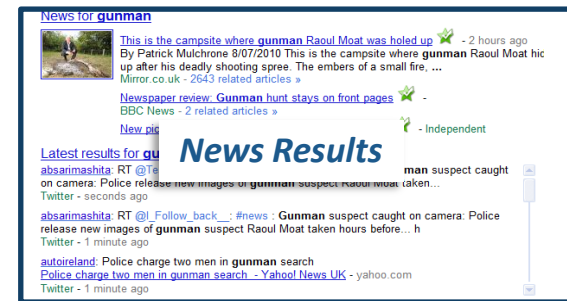 News for gunman
This is the campsite where gunman Raoul Moat was holed up - 2 hours ago
By Patrick Mulchrone 8/07/2010 This is the campsite where gunman Raoul Moat hid
up after his deadly shooting spree. The embers of a small fire, ...
Mirror.co.uk - 2643 related articles »
Newspaper review: Gunman hunt stays on front pages -
BBC News - 2 related articles »
New pic - Independent
News Results
Latest results for gu
absarimashita: RT @Te man suspect caught
on camera: Police release new images of gunman suspect Raoul Moat taken...
Twitter - seconds ago
absarimashita: RT @I_Follow_back__: #news : Gunman suspect caught on camera: Police
release new images of gunman suspect Raoul Moat taken hours before... h
Twitter - 1 minute ago
autoireland: Police charge two men in gunman search
Police charge two men in gunman search - Yahoo! News UK - yahoo.com
Twitter - 1 minute ago